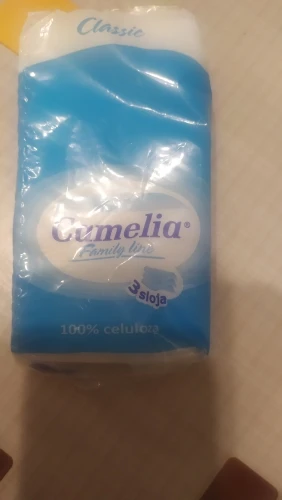 Classic
Camelia®
Family line
3 sloja
100% celuloza